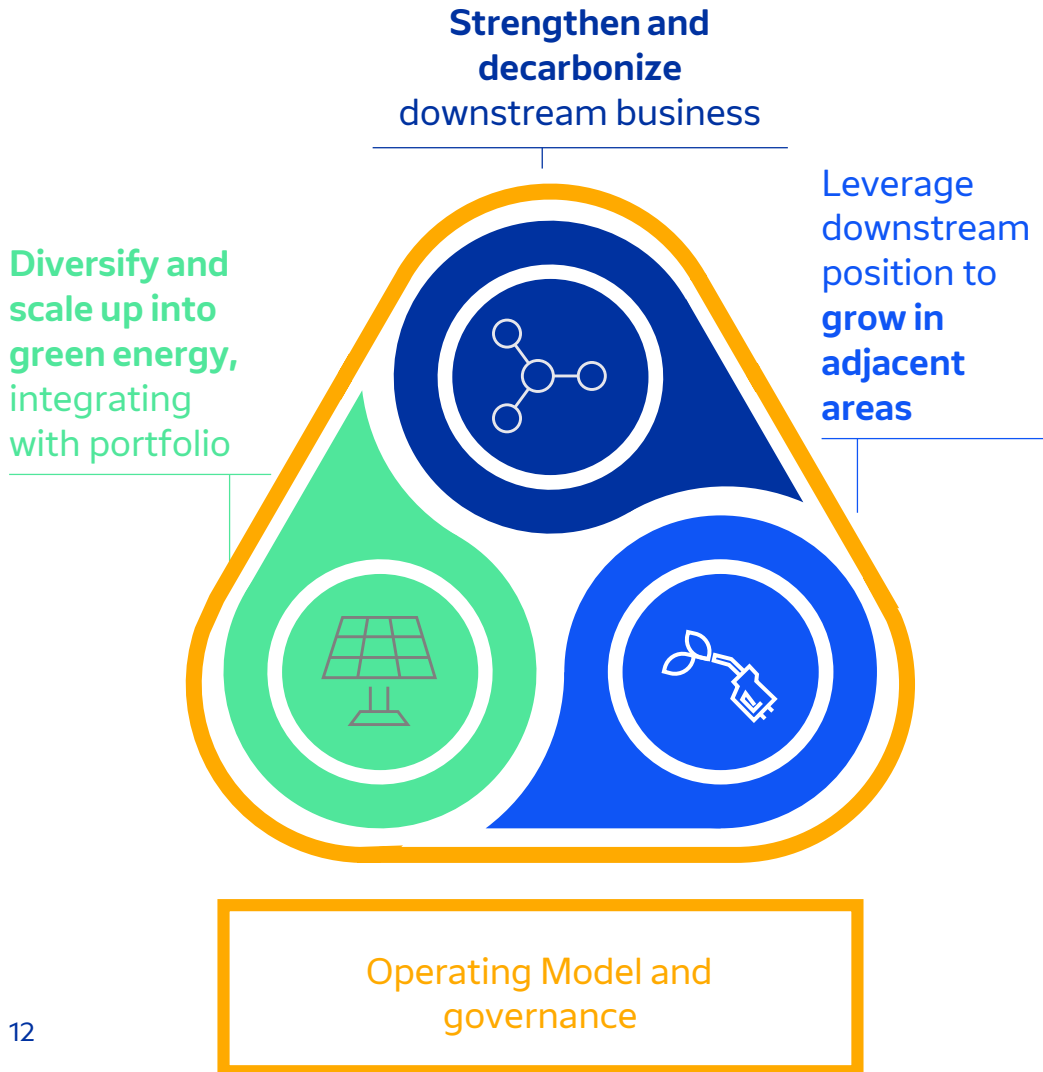 Strengthen and
decarbonize
downstream business
Leverage
downstream
position to
grow in
adjacent
areas
Diversify and
scale up into
green energy,
integrating
with portfolio
Operating Model and
governance
12